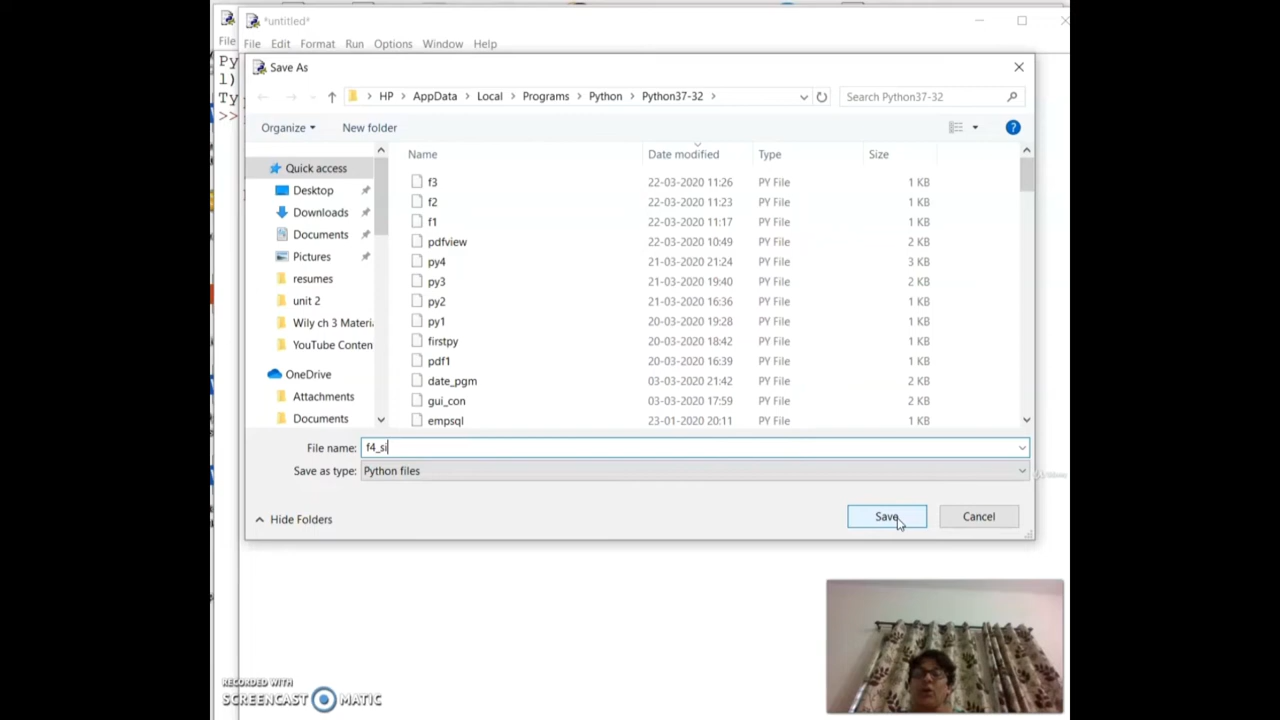 *untitled*
File
File Edit Format Run Options Window Help
Py
l)
Ty
>>
Save As
HP > AppData > Local > Programs > Python > Python37-32 >
Search Python37-32
Organize
New folder
Name Date modified Type Size
Quick access
Desktop
Downloads
Documents
Pictures
resumes
unit 2
Wily ch 3 Materi
YouTube Conten
OneDrive
Attachments
Documents
f3 22-03-2020 11:26 PY File 1 KB
f2 22-03-2020 11:23 PY File 1 KB
f1 22-03-2020 11:17 PY File 1 KB
pdfview 22-03-2020 10:49 PY File 2 KB
py4 21-03-2020 21:24 PY File 3 KB
py3 21-03-2020 19:40 PY File 2 KB
py2 21-03-2020 16:36 PY File 1 KB
py1 20-03-2020 19:28 PY File 1 KB
firstpy 20-03-2020 18:42 PY File 1 KB
pdf1 20-03-2020 16:39 PY File 1 KB
date_pgm 03-03-2020 21:42 PY File 2 KB
gui_con 03-03-2020 17:59 PY File 2 KB
empsql 23-01-2020 20:11 PY File 1 KB
File name: f4_si
Save as type: Python files
Hide Folders
Save
Cancel
RECORDED WITH
SCREENCAST MATIC